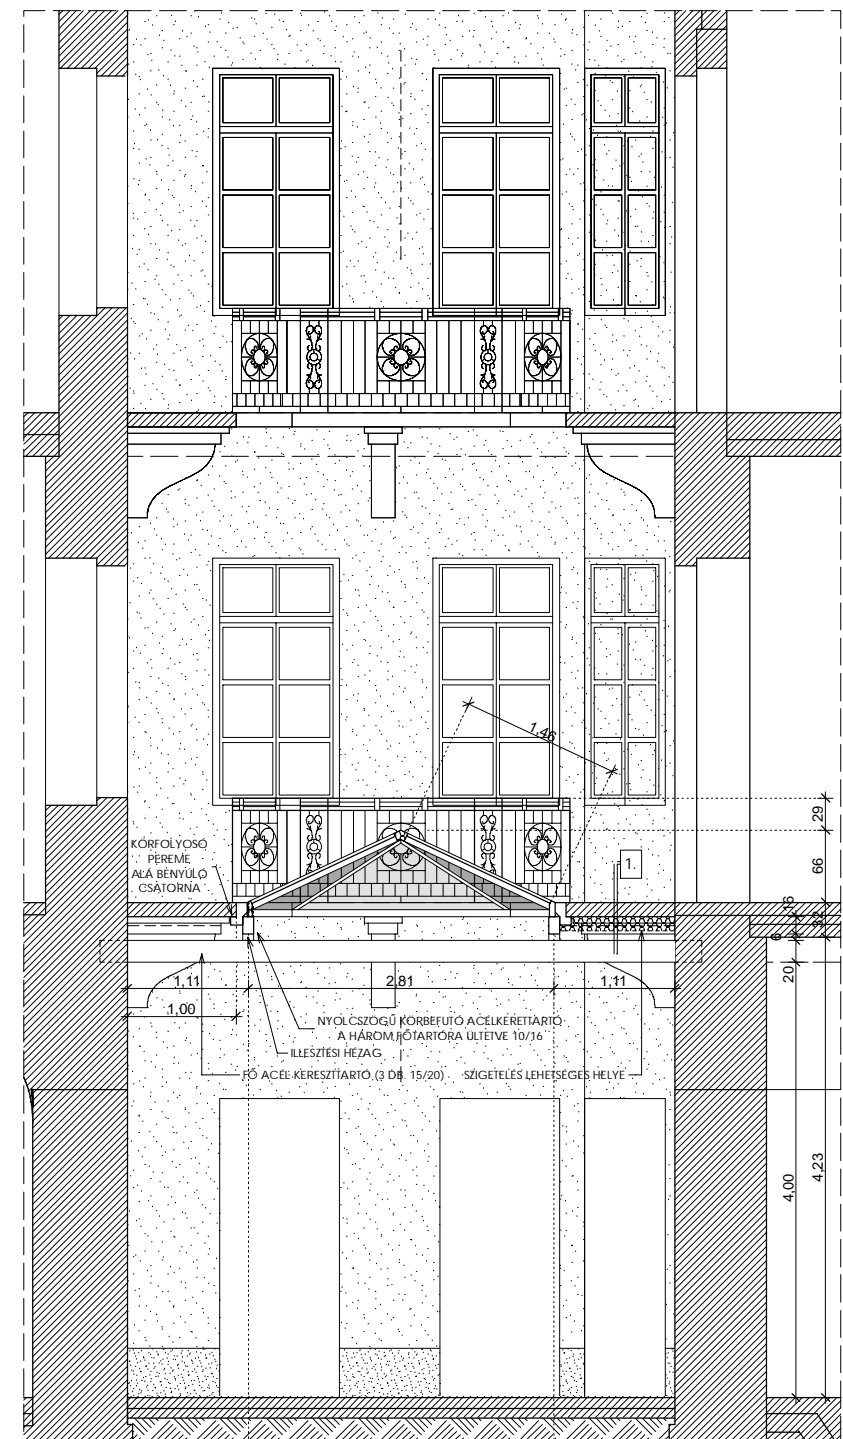 1,46
29
KÖRFOLYOSÓ
PEREME
ALÁ BENYÚLÓ
CSATORNA
1.
66
16
32
6
20
1,11
2,81
1,11
1,00
NYOLCSZÖGŰ KÖRBEFUTÓ ACÉLKERETTARTÓ
A HÁROM FŐTARTÓRA ÜLTETVE 10/16
ILLESZTÉSI HÉZAG
FŐ ACÉL KERESZTTARTÓ (3 DB. 15/20)
SZIGETELÉS LEHETSÉGES HELYE
4,00
4,23